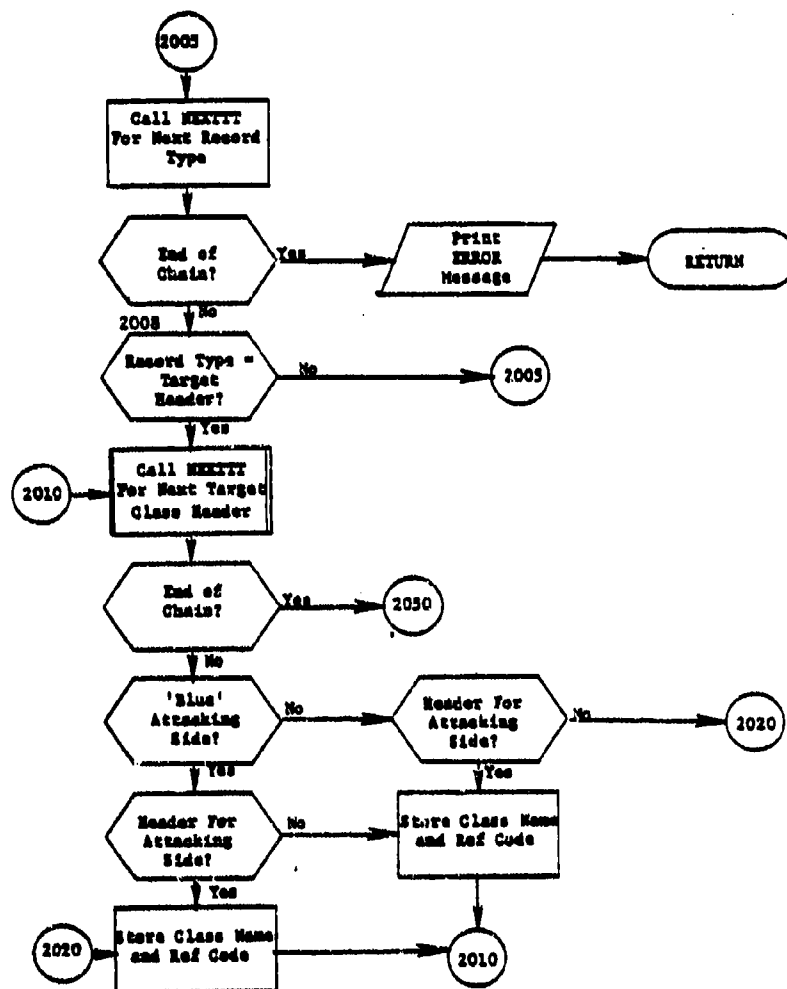 2005
Call NEXTTT
For Next Record
Type
End of
Chain?
Yes
Print
ERROR
Message
RETURN
No
2008
Record Type =
Target
Header?
No
2005
Yes
2010
Call NEXTTT
For Next Target
Class Header
End of
Chain?
Yes
2050
No
'Blue'
Attacking
Side?
No
Header For
Attacking
Side?
No
2020
Yes
Yes
Header For
Attacking
Side?
No
Store Class Name
and Ref Code
Yes
2020
Store Class Name
and Ref Code
2010